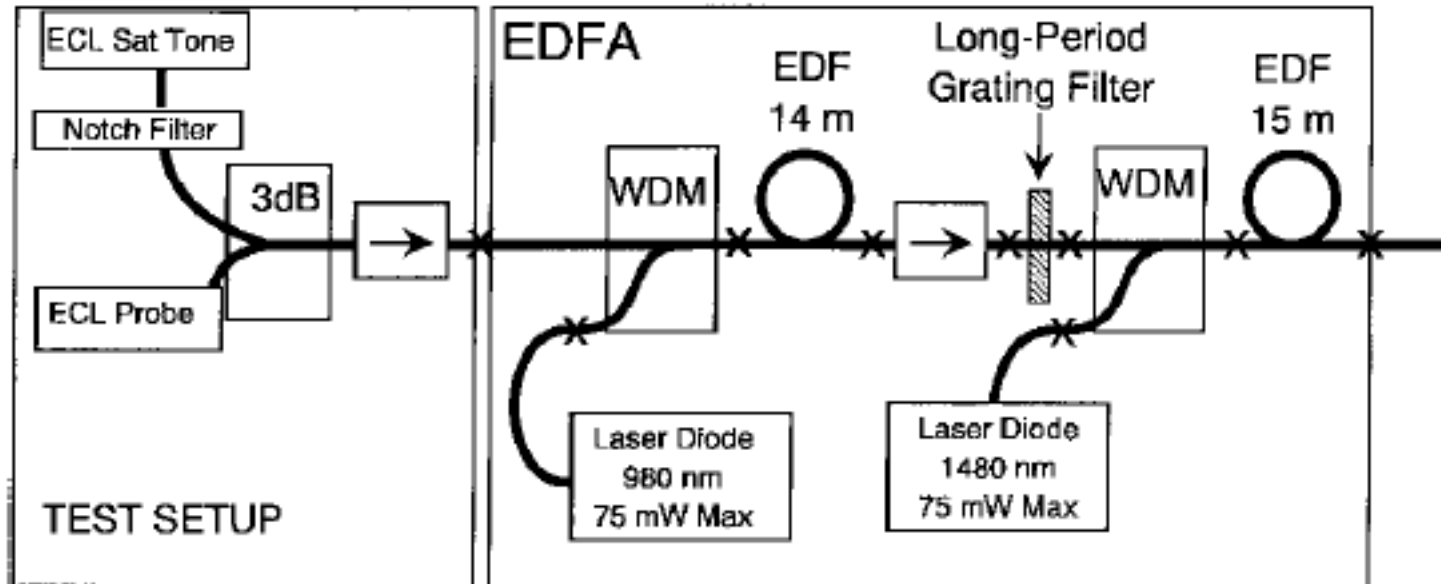 ECL Sat Tone
Notch Filter
3dB
ECL Probe
TEST SETUP
EDFA
WDM
EDF
14 m
Long-Period
Grating Filter
WDM
EDF
15 m
Laser Diode
980 nm
75 mW Max
Laser Diode
1480 nm
75 mW Max